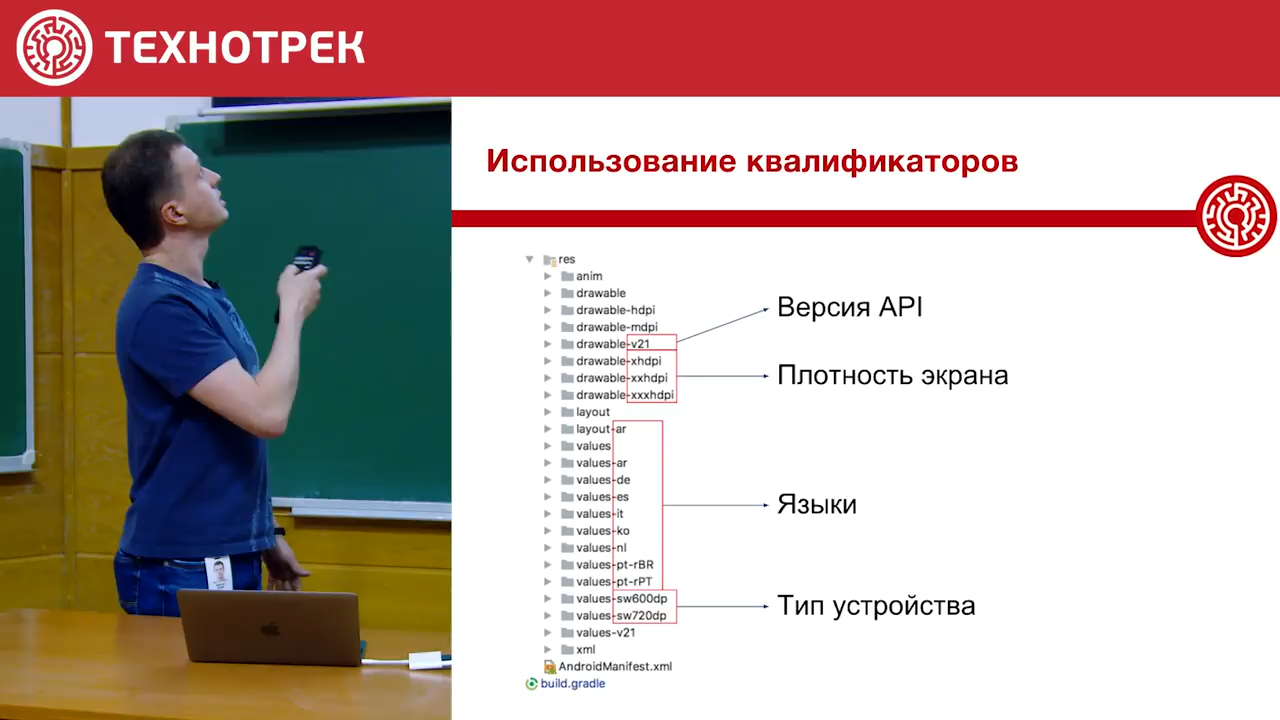 ТЕХНОТРЕК
Использование квалификаторов
res
anim
drawable
drawable-hdpi
drawable-mdpi
drawable-v21
drawable-xhdpi
drawable-xxhdpi
drawable-xxxhdpi
layout
layout-ar
values
values-ar
values-de
values-es
values-it
values-ko
values-nl
values-pt-rBR
values-pt-rPT
values-sw600dp
values-sw720dp
values-v21
xml
AndroidManifest.xml
build.gradle
Версия API
Плотность экрана
Языки
Тип устройства